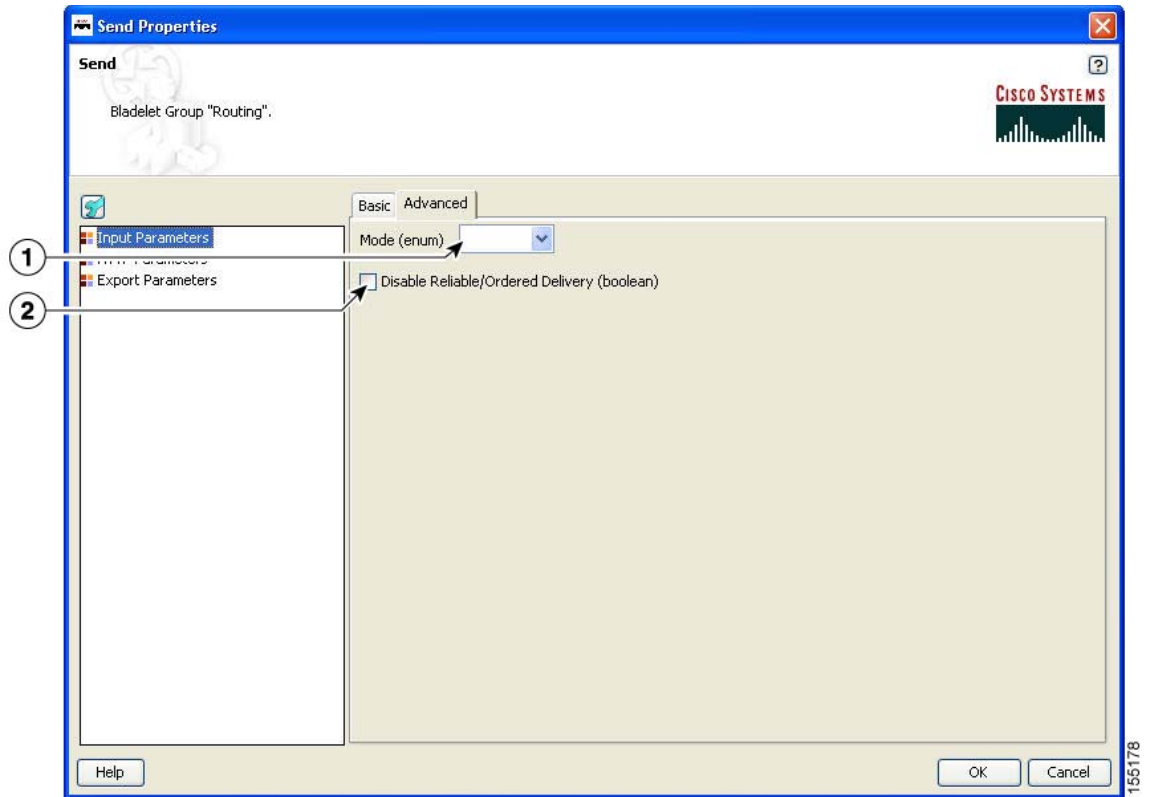 Send Properties
Send
?
Bladelet Group "Routing".
CISCO SYSTEMS
Basic Advanced
Input Parameters
Parameters
Export Parameters
Mode (enum)
Disable Reliable/Ordered Delivery (boolean)
1
2
Help
OK
Cancel
155178